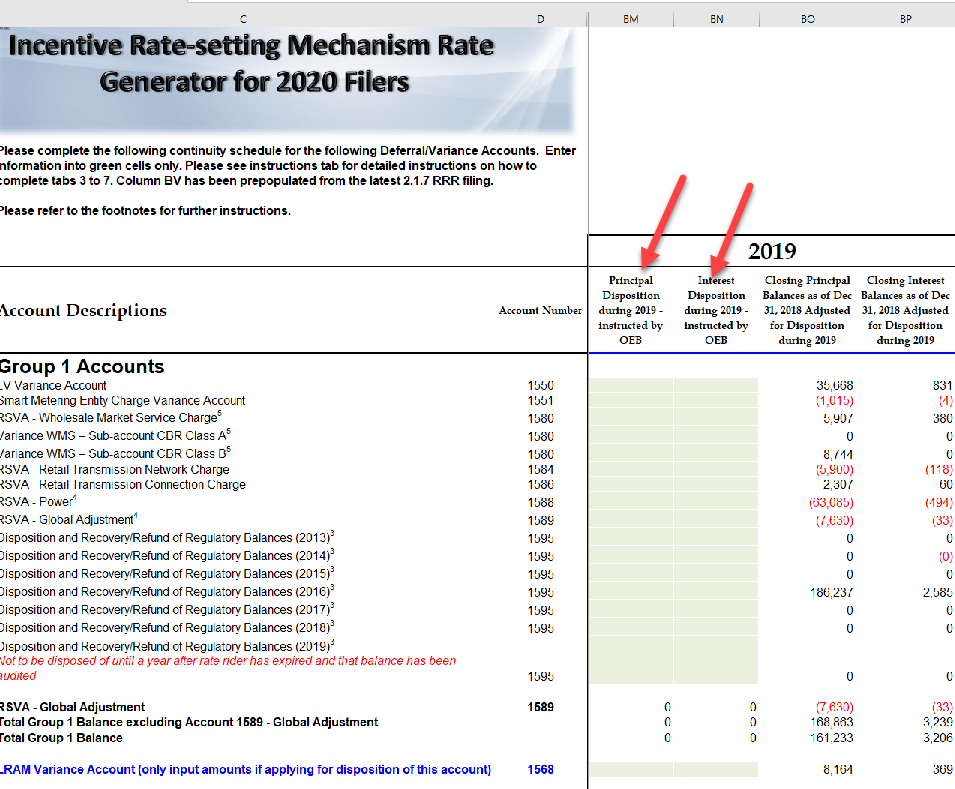 C D BM BN BO BP
Incentive Rate-setting Mechanism Rate
Generator for 2020 Filers
Please complete the following continuity schedule for the following Deferral/Variance Accounts. Enter
information into green cells only. Please see instructions tab for detailed instructions on how to
complete tabs 3 to 7. Column BV has been prepopulated from the latest 2.1.7 RRR filing.
Please refer to the footnotes for further instructions.
2019
Account Descriptions
Account Number
Principal
Disposition
during 2019 -
instructed by
OEB
Interest
Disposition
during 2019 -
instructed by
OEB
Closing Principal
Balances as of Dec
31, 2018 Adjusted
for Disposition
during 2019
Closing Interest
Balances as of Dec
31, 2018 Adjusted
for Disposition
during 2019
Group 1 Accounts
LV Variance Account 1550 35,668 831
Smart Metering Entity Charge Variance Account 1551 (1,015) (4)
RSVA - Wholesale Market Service Charge5 1580 5,907 380
Variance WMS – Sub-account CBR Class A5 1580 0 0
Variance WMS – Sub-account CBR Class B5 1580 8,744 0
RSVA - Retail Transmission Network Charge 1584 (5,900) (118)
RSVA - Retail Transmission Connection Charge 1586 2,307 60
RSVA - Power4 1588 (63,085) (494)
RSVA - Global Adjustment4 1589 (7,630) (33)
Disposition and Recovery/Refund of Regulatory Balances (2013)3 1595 0 0
Disposition and Recovery/Refund of Regulatory Balances (2014)3 1595 0 (0)
Disposition and Recovery/Refund of Regulatory Balances (2015)3 1595 0 0
Disposition and Recovery/Refund of Regulatory Balances (2016)3 1595 186,237 2,585
Disposition and Recovery/Refund of Regulatory Balances (2017)3 1595 0 0
Disposition and Recovery/Refund of Regulatory Balances (2018)3 1595 0 0
Disposition and Recovery/Refund of Regulatory Balances (2019)3
Not to be disposed of until a year after rate rider has expired and that balance has been
audited 1595 0 0
RSVA - Global Adjustment 1589 0 0 (7,630) (33)
Total Group 1 Balance excluding Account 1589 - Global Adjustment 0 0 168,863 3,239
Total Group 1 Balance 0 0 161,233 3,206
LRAM Variance Account (only input amounts if applying for disposition of this account) 1568 8,164 369